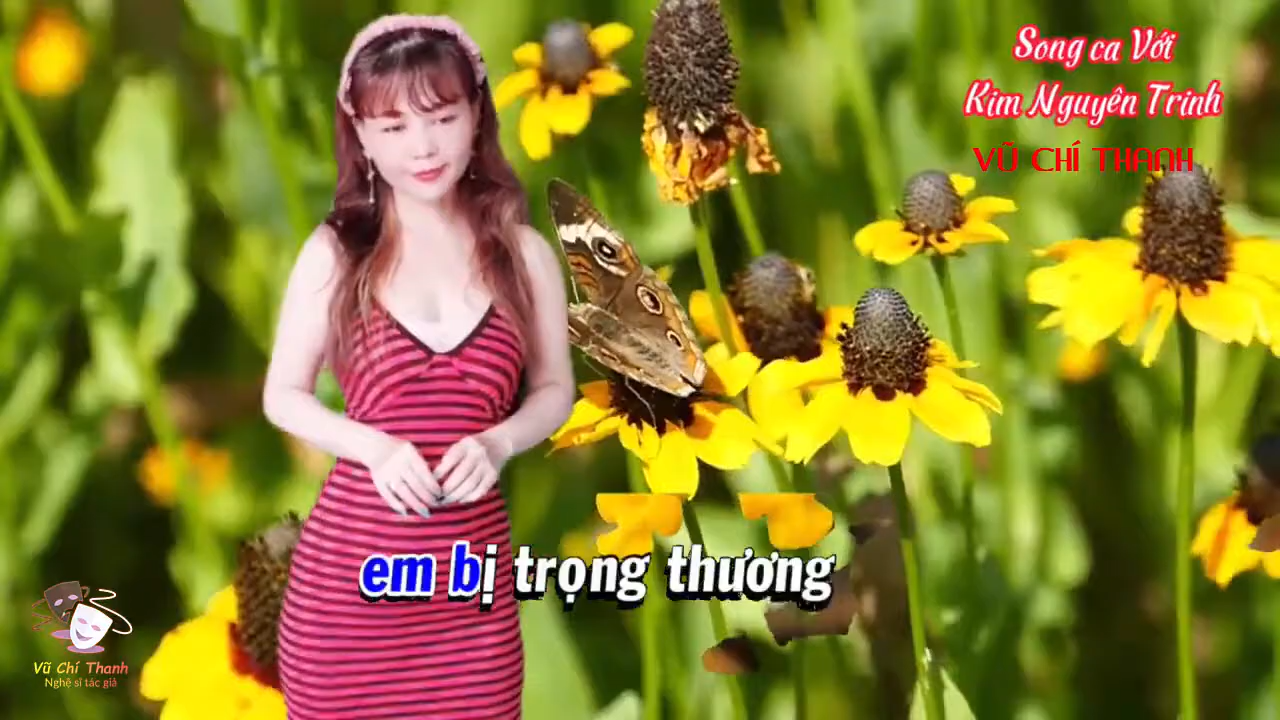 Song ca Với
Kim Nguyên Trinh
VŨ CHÍ THANH
em bị trọng thương
Vũ Chí Thanh
Nghệ sĩ tác giả